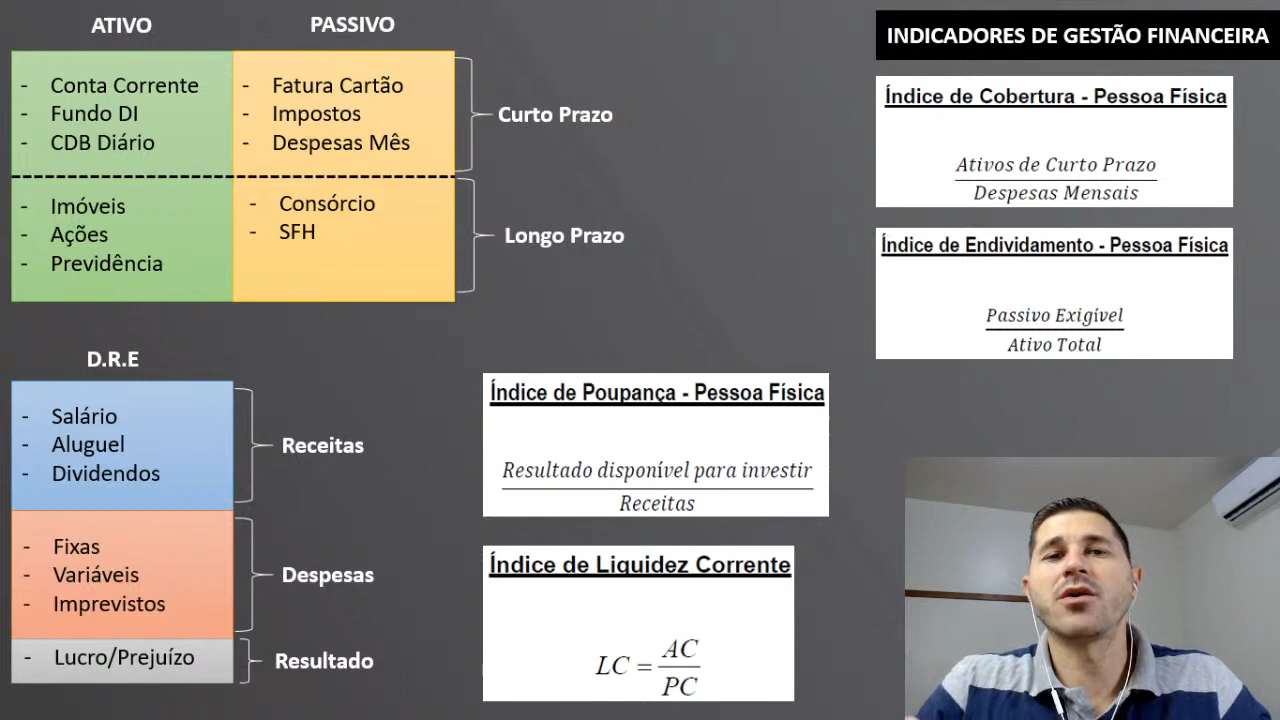 ATIVO
PASSIVO
- Conta Corrente
- Fundo DI
- CDB Diário
- Fatura Cartão
- Impostos
- Despesas Mês
Curto Prazo
- Imóveis
- Ações
- Previdência
- Consórcio
- SFH
Longo Prazo
D.R.E
- Salário
- Aluguel
- Dividendos
Receitas
- Fixas
- Variáveis
- Imprevistos
Despesas
- Lucro/Prejuízo
Resultado
INDICADORES DE GESTÃO FINANCEIRA
Índice de Cobertura - Pessoa Física
Ativos de Curto Prazo
Despesas Mensais
Índice de Endividamento - Pessoa Física
Passivo Exigível
Ativo Total
Índice de Poupança - Pessoa Física
Resultado disponível para investir
Receitas
Índice de Liquidez Corrente
LC = AC
PC